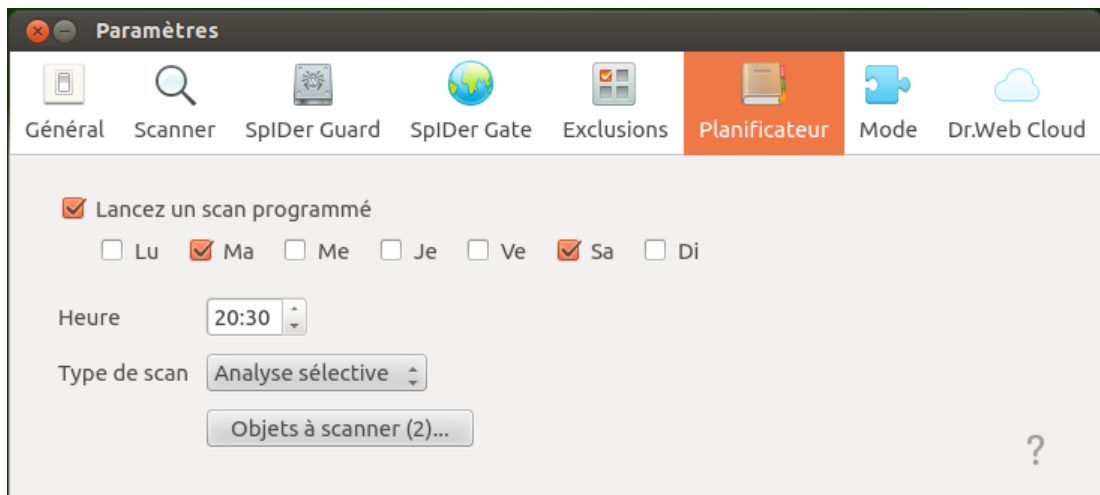 Paramètres
Général Scanner SpIDer Guard SpIDer Gate Exclusions Planificateur Mode Dr.Web Cloud
Lancez un scan programmé
Lu Ma Me Je Ve Sa Di
Heure 20:30
Type de scan Analyse sélective
Objets à scanner (2)...
?